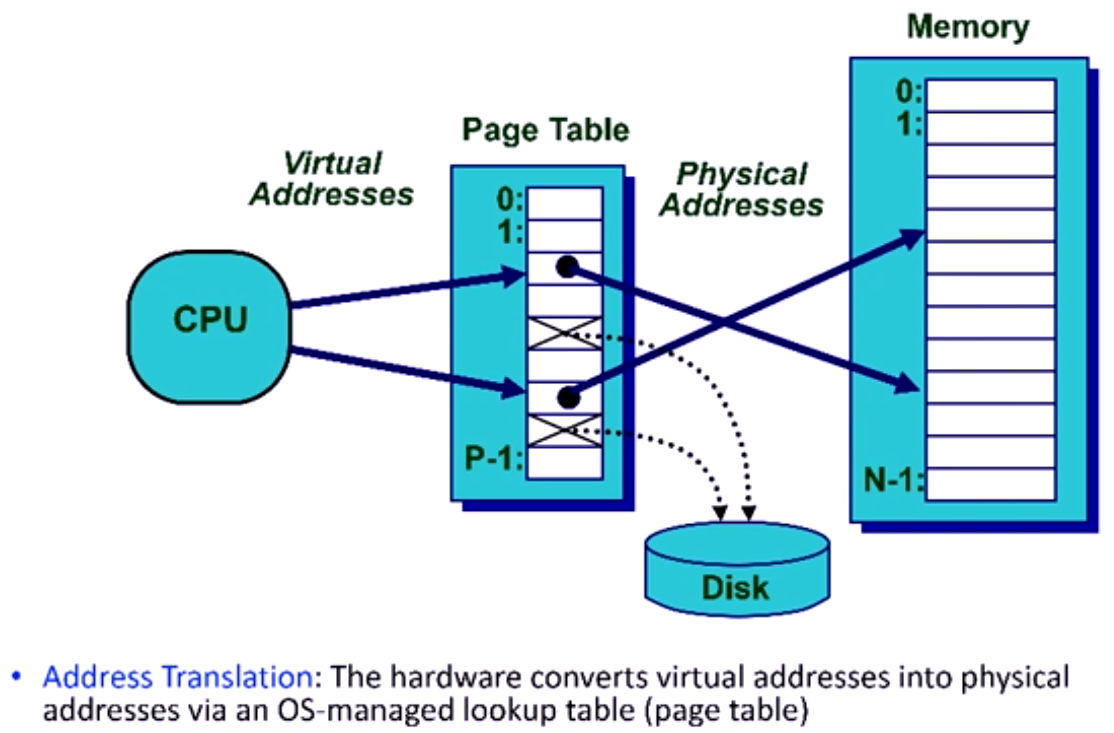 Memory
0:
1:
Page Table
Virtual
Addresses
Physical
Addresses
0:
1:
CPU
P-1:
N-1:
Disk
• Address Translation: The hardware converts virtual addresses into physical
addresses via an OS-managed lookup table (page table)